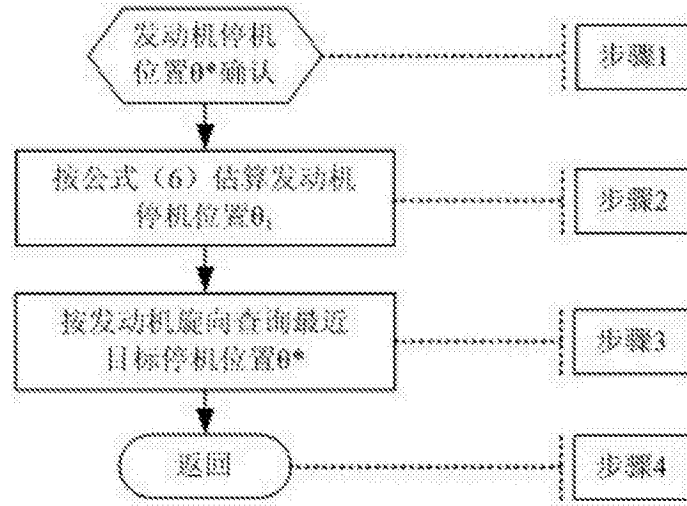 发动机停机
位置θ*确认
步骤1
按公式（6）估算发动机
停机位置θ₁
步骤2
按发动机旋向查询最近
目标停机位置θ*
步骤3
返回
步骤4